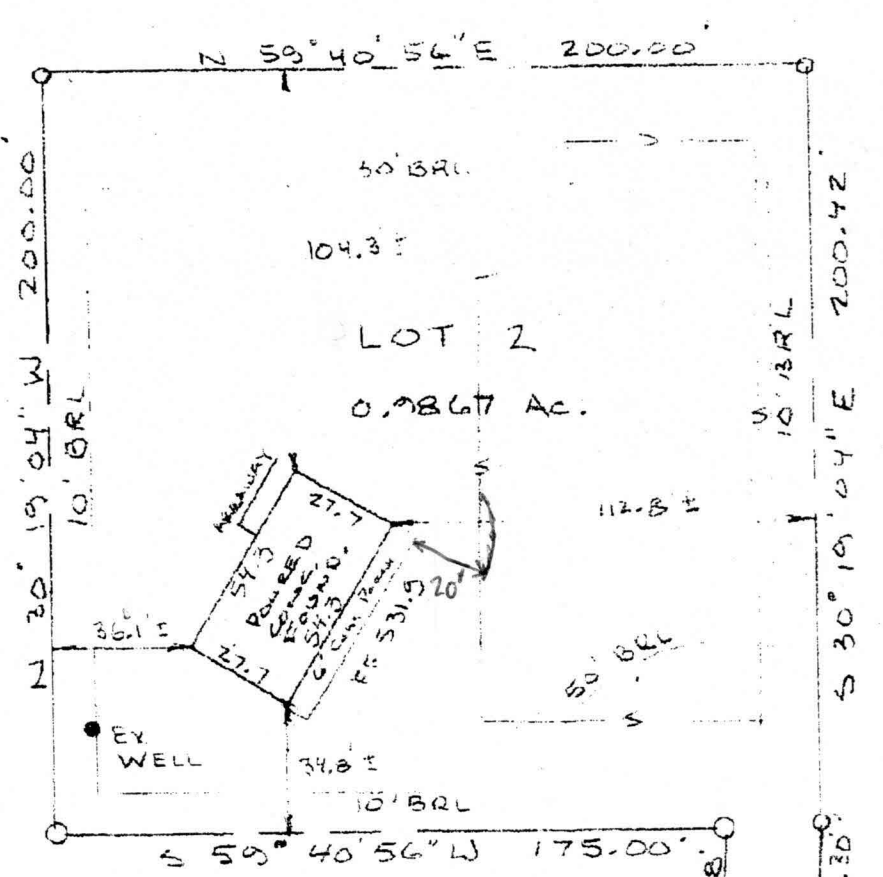 N 59° 40' 56" E 200.00'
200.00'
N 30° 19' 04" W
10' BRL
50' BRL
104.3 ±
LOT 2
0.9867 Ac.
200.42'
S 30° 19' 04" E
10' BRL
S
S
112.8 ±
AREAWAY
27.7
54.3
POURED
CONC.
FOUND.
54.3
FE 531.9
20'
36.1' ±
27.7
50' BRL
S
EX.
WELL
34.8' ±
10' BRL
S 59° 40' 56" W 175.00'